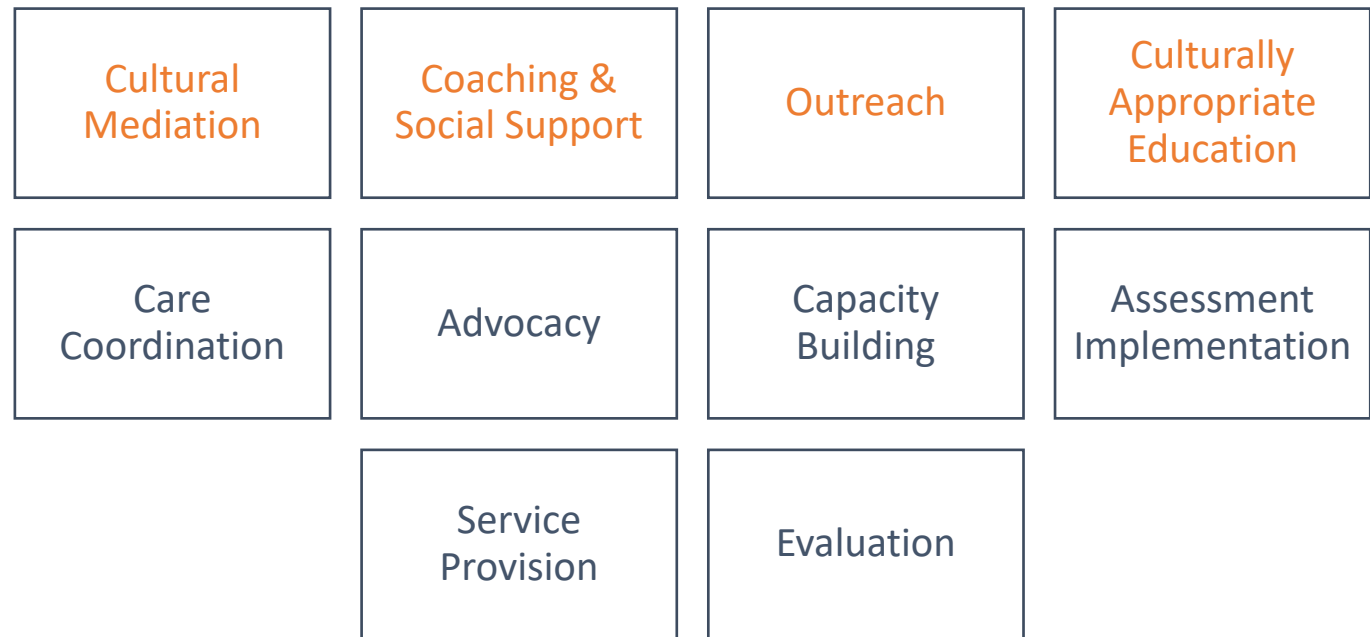 Cultural
Mediation
Coaching &
Social Support
Outreach
Culturally
Appropriate
Education
Care
Coordination
Advocacy
Capacity
Building
Assessment
Implementation
Service
Provision
Evaluation